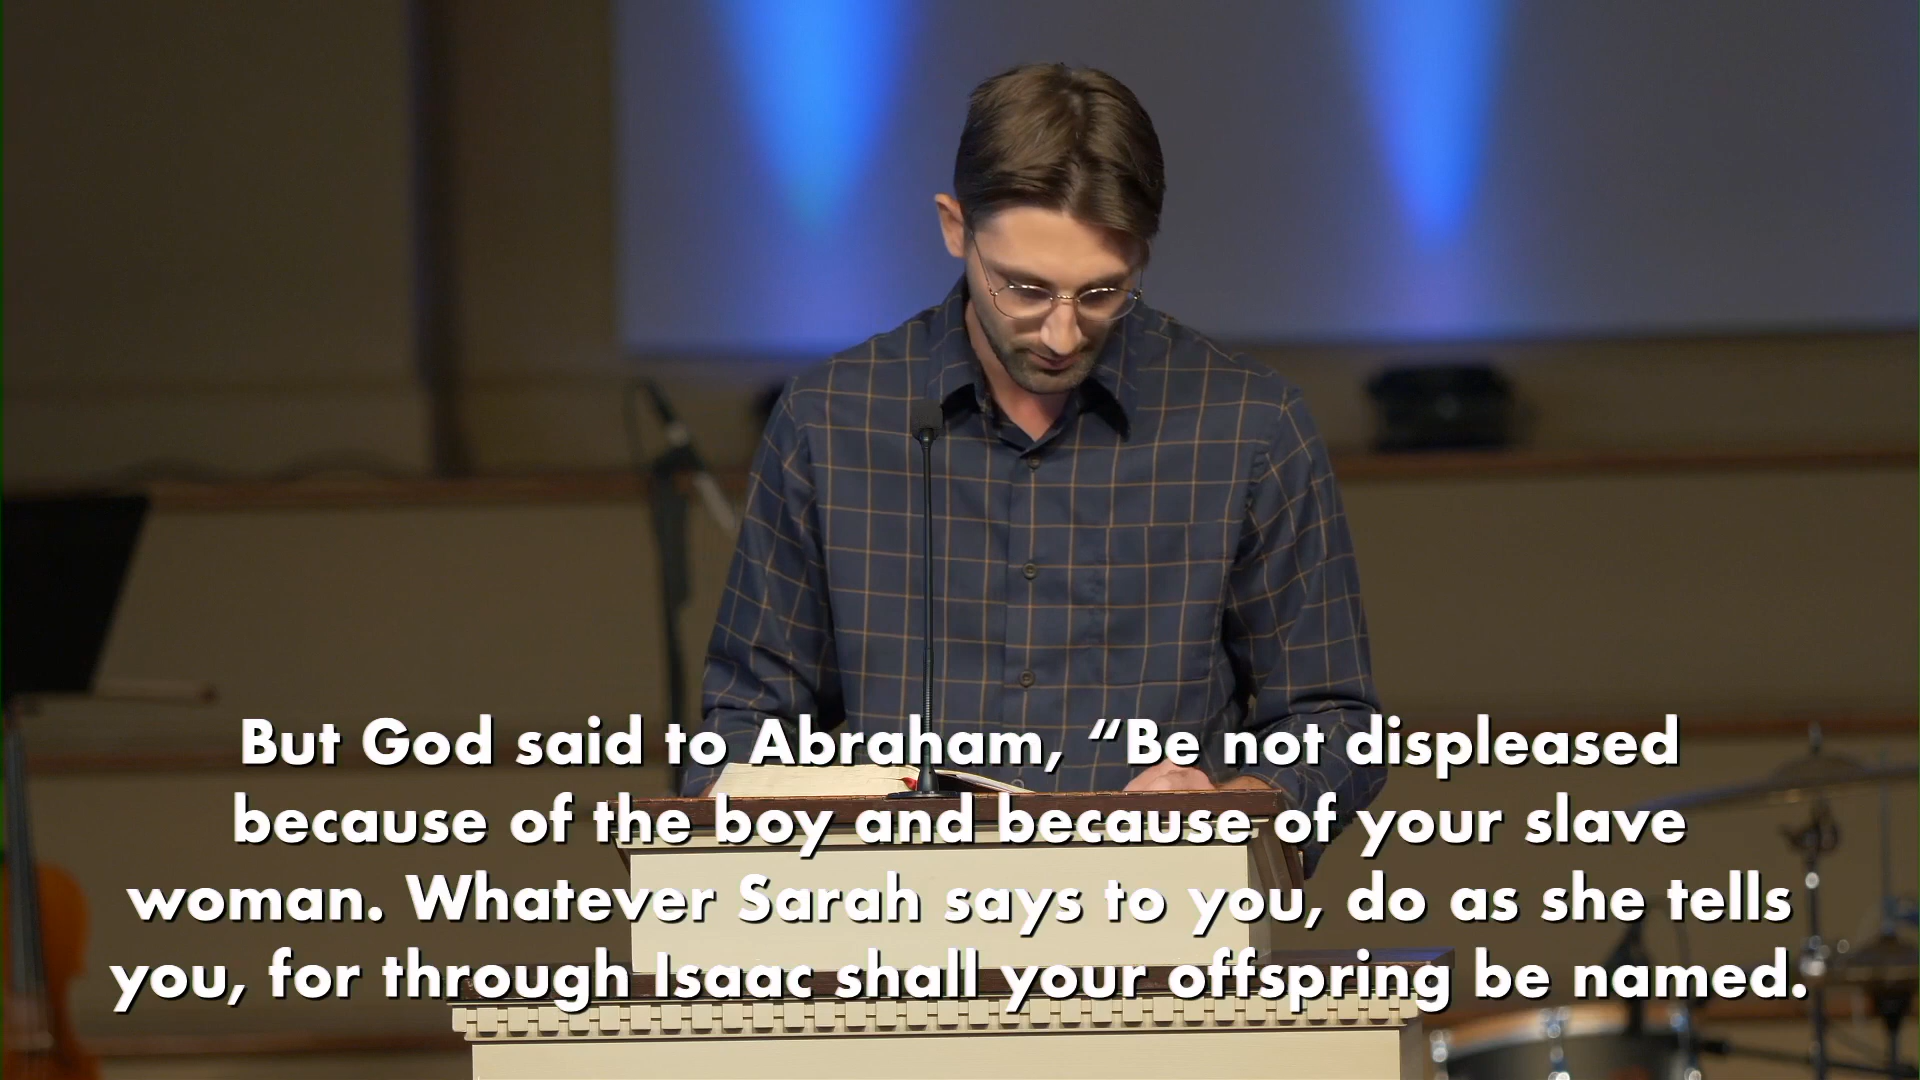 But God said to Abraham, “Be not displeased
because of the boy and because of your slave
woman. Whatever Sarah says to you, do as she tells
you, for through Isaac shall your offspring be named.